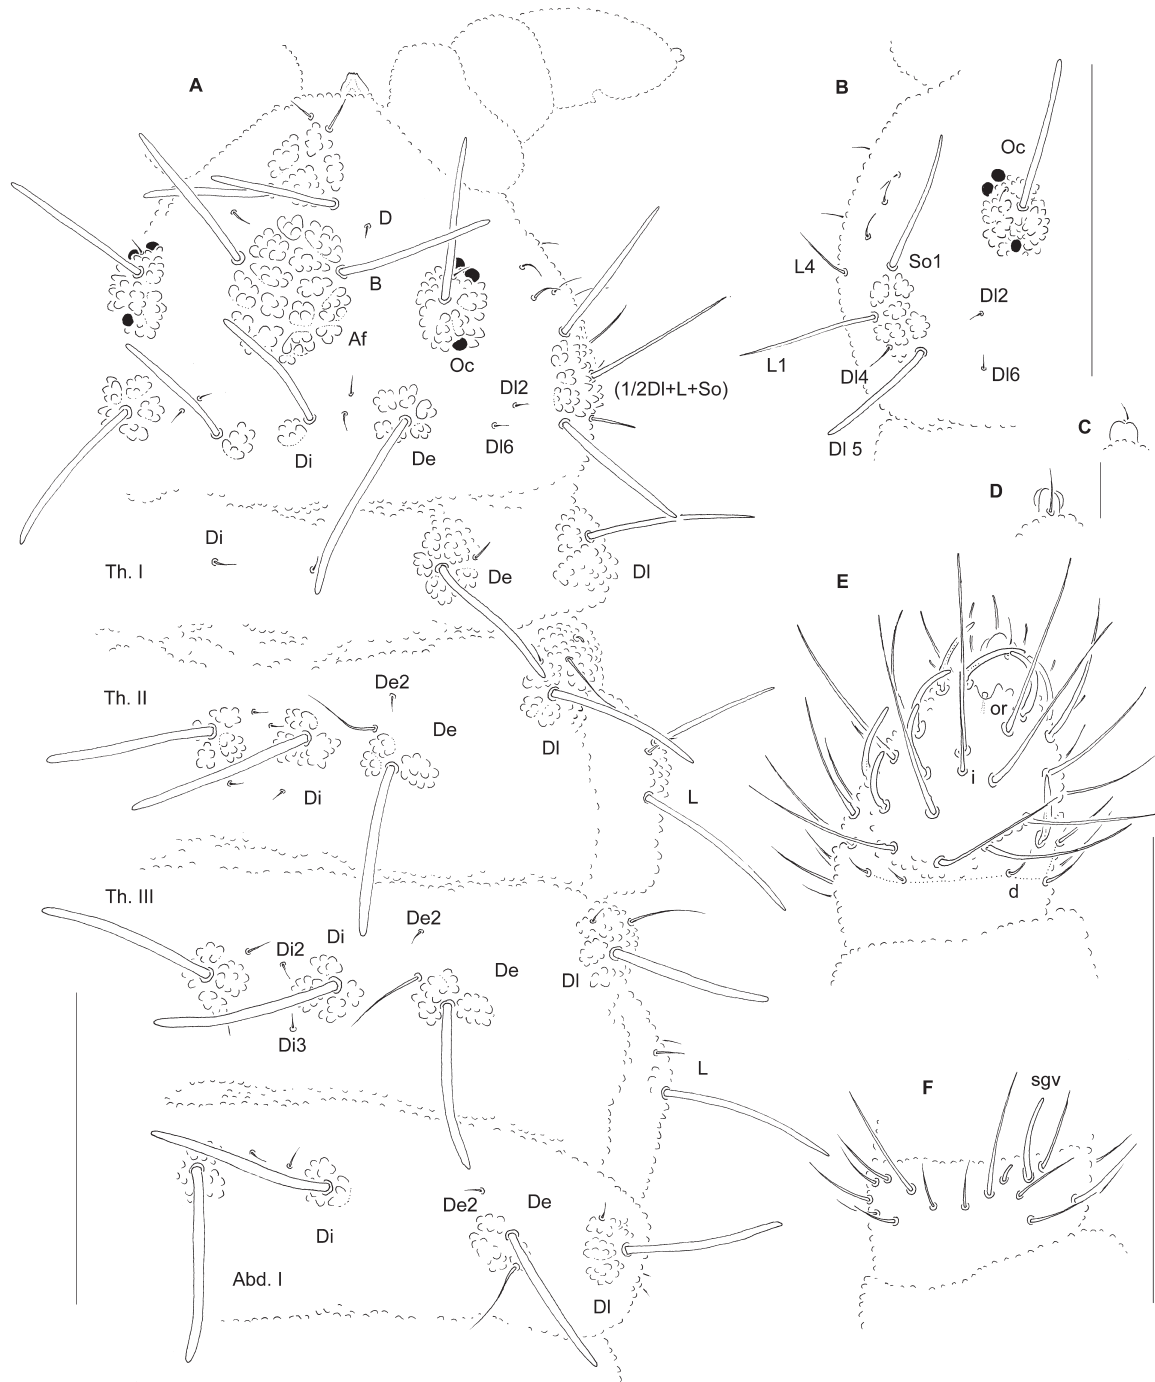 A
D
B
Af
Oc
Dl2
(1/2Dl+L+So)
Dl6
Di
De
Di
Th. I
De
Dl
Th. II
De2
De
Dl
Di
L
Th. III
De2
Di
Di2
De
Dl
Di3
L
De2
De
Di
Abd. I
Dl
B
Oc
L4
So1
Dl2
L1
Dl4
Dl6
Dl 5
C
D
E
or
i
d
F
sgv